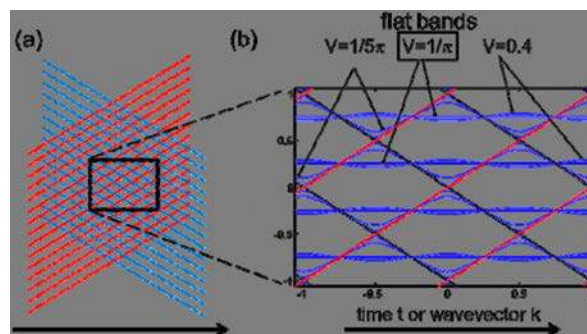 (a)
(b)
flat bands
V=1/5π
V=1/π
V=0.4
1
0.5
0
-0.5
-1
-1
-0.5
0
0.5
time t or wavevector k